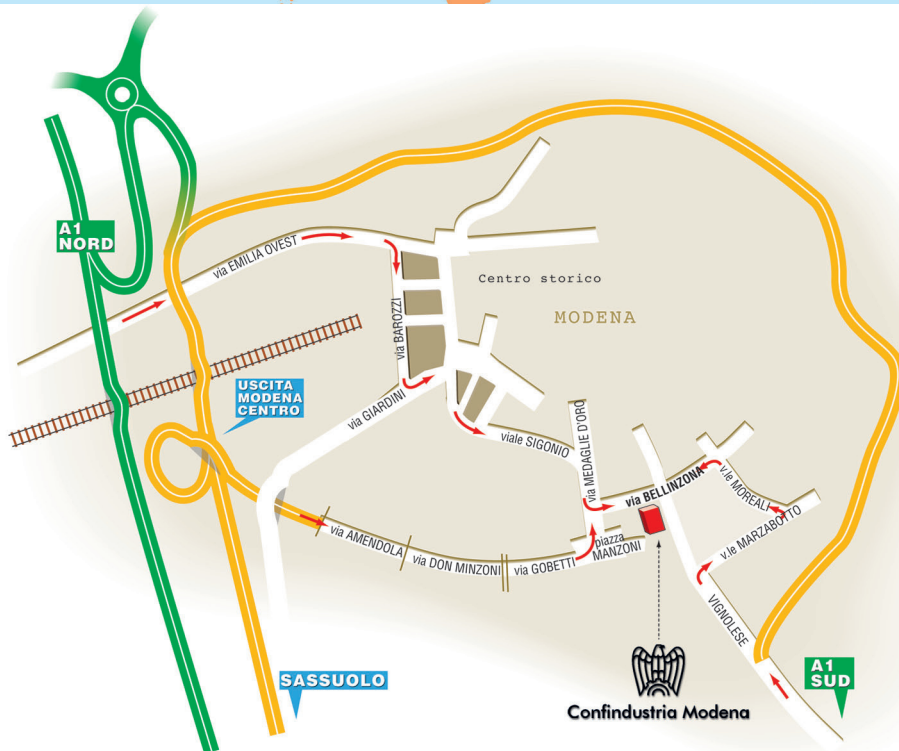 A1
NORD
via EMILIA OVEST
Centro storico
MODENA
via BAROZZI
USCITA
MODENA
CENTRO
via GIARDINI
viale SIGONIO
via MEDAGLIE D'ORO
via BELLINZONA
v.le MOREALI
v.le MARZABOTTO
via AMENDOLA
via DON MINZONI
via GOBETTI
piazza
MANZONI
VIGNOLESE
SASSUOLO
A1
SUD
Confindustria Modena